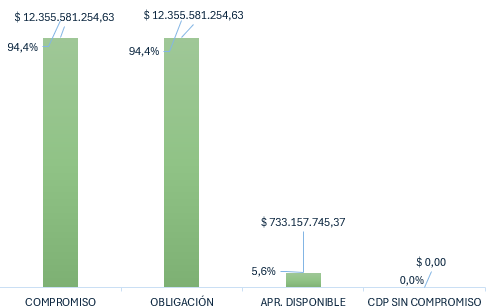 $ 12.355.581.254,63
94,4%
$ 12.355.581.254,63
94,4%
$ 733.157.745,37
5,6%
$ 0,00
0,0%
COMPROMISO
OBLIGACIÓN
APR. DISPONIBLE
CDP SIN COMPROMISO